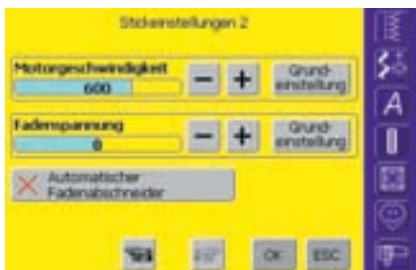 Stickeinstellungen 2
Motorgeschwindigkeit
600
Grund-
einstellung
Fadenspannung
0
Grund-
einstellung
Automatischer
Fadenabschneider
OK
ESC
A